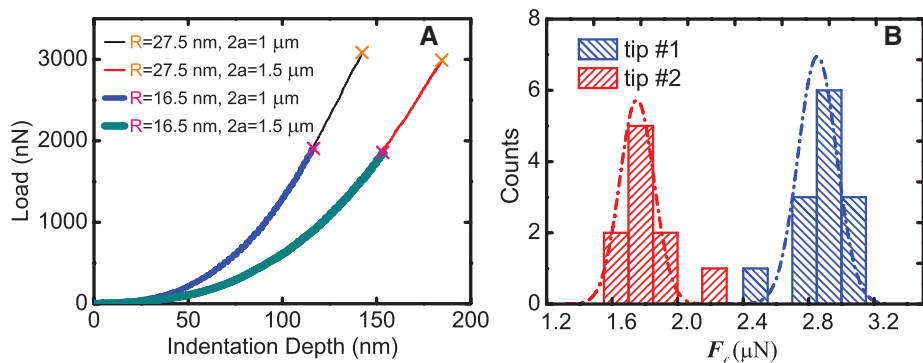 A
R=27.5 nm, 2a=1 μm
R=27.5 nm, 2a=1.5 μm
R=16.5 nm, 2a=1 μm
R=16.5 nm, 2a=1.5 μm
Load (nN)
3000
2000
1000
0
0 50 100 150 200
Indentation Depth (nm)
B
tip #1
tip #2
Counts
8
6
4
2
0
1.2 1.6 2.0 2.4 2.8 3.2
F_f (μN)